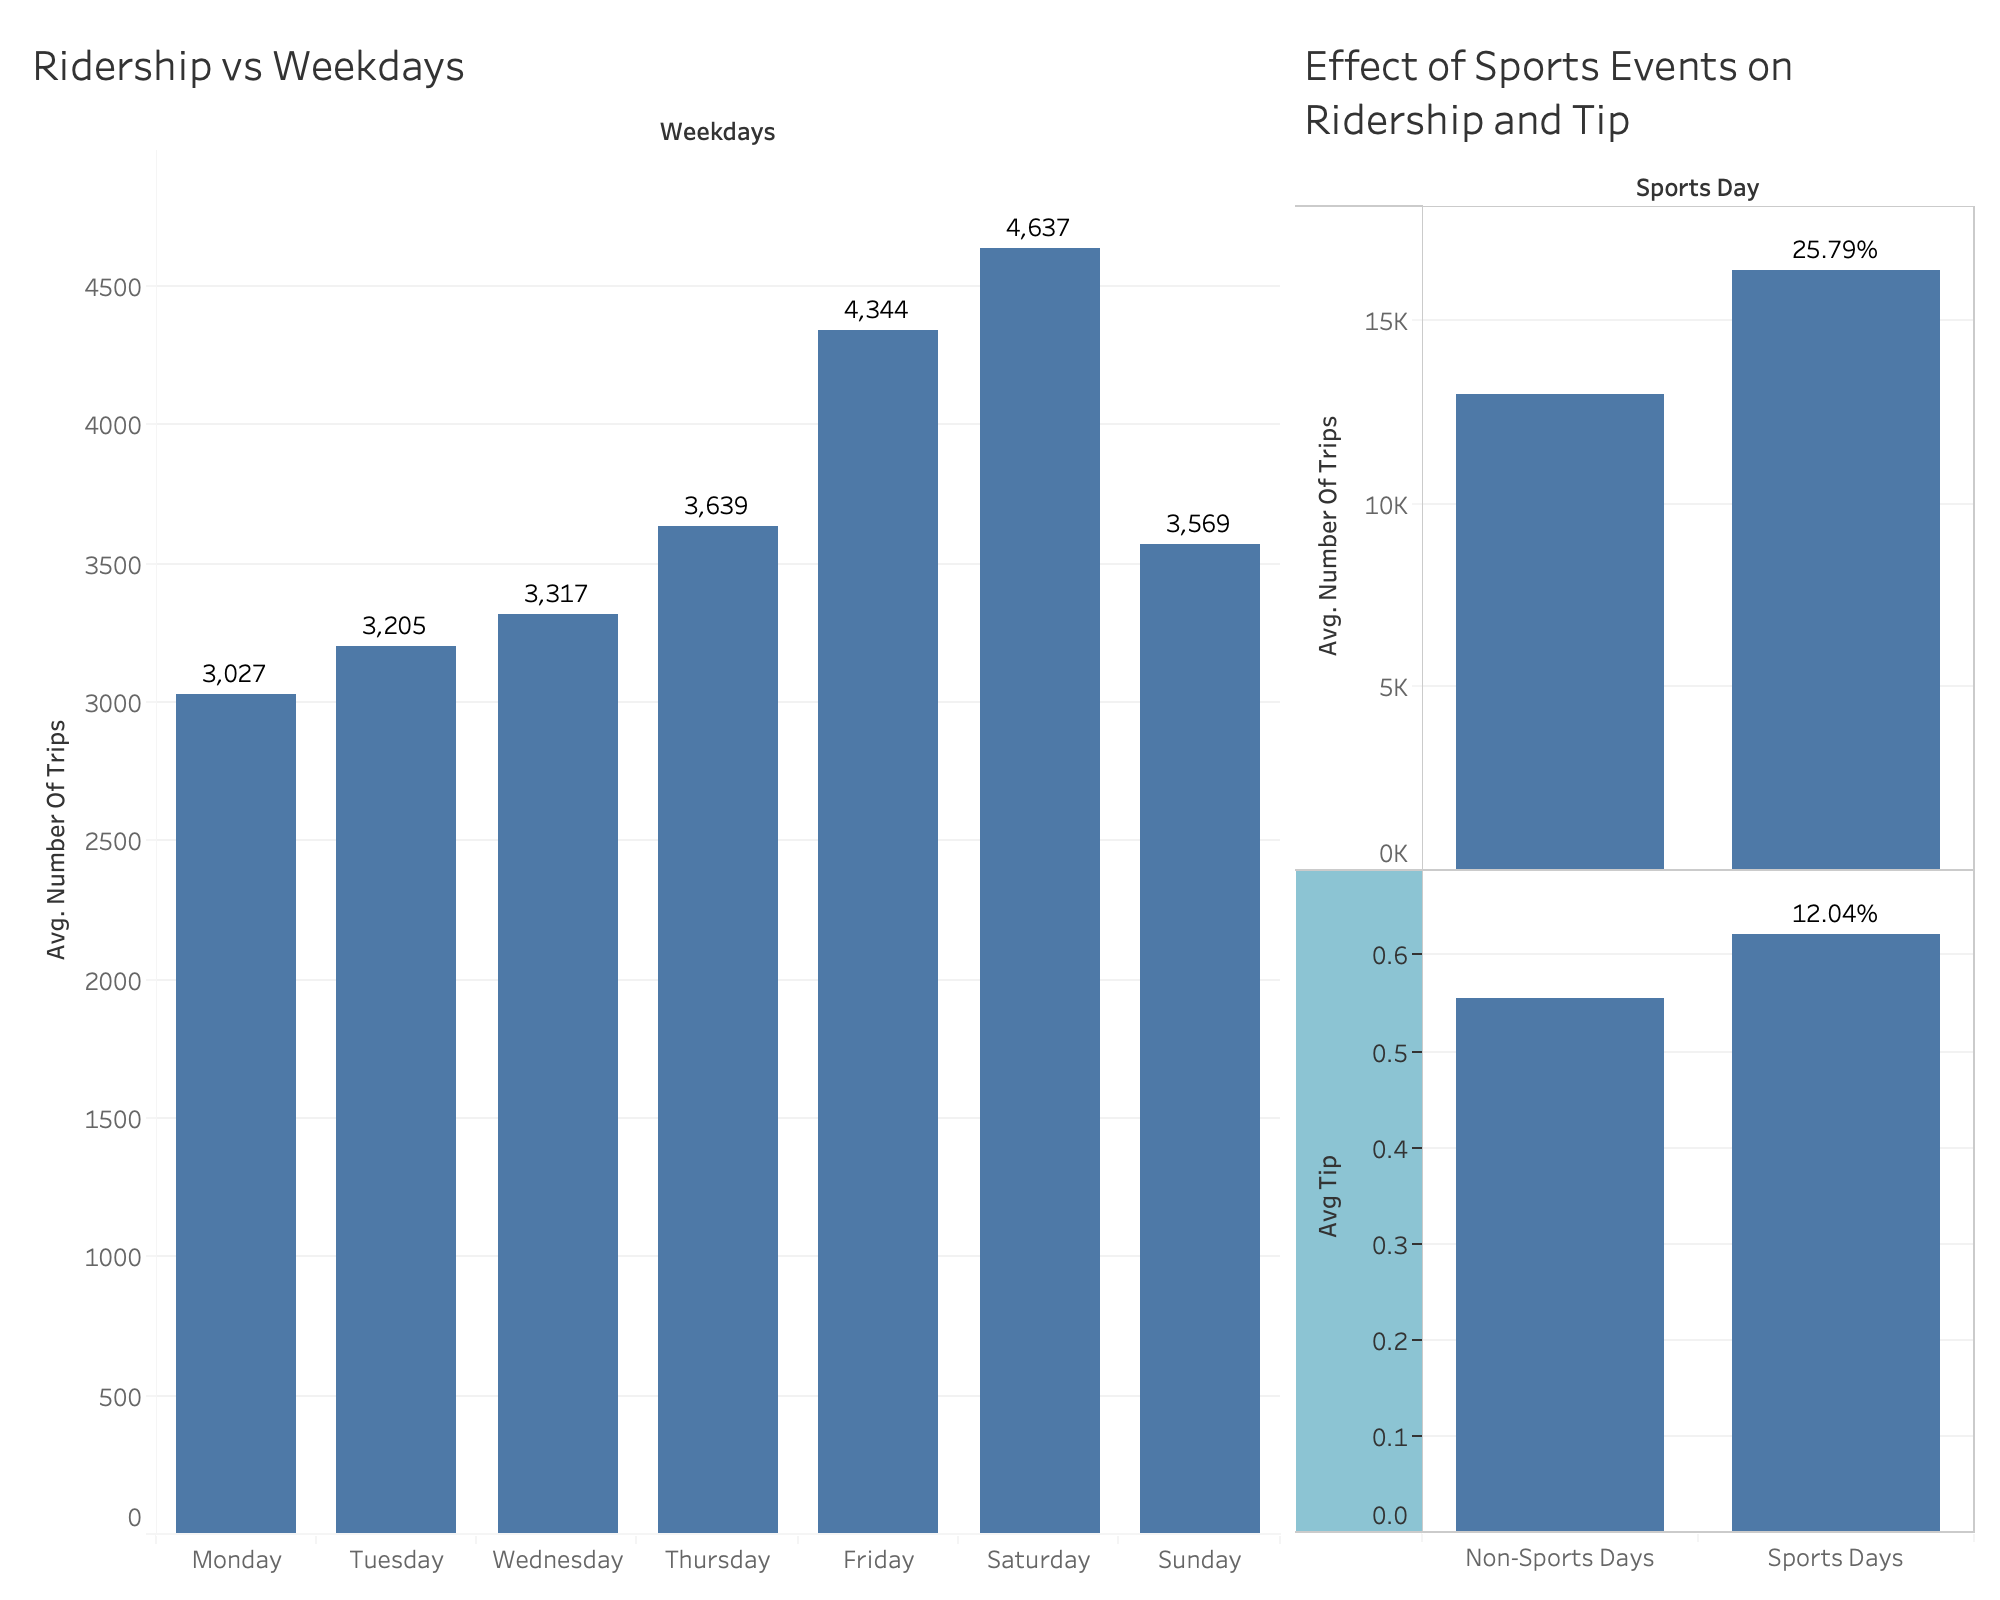 Ridership vs Weekdays
Weekdays
Avg. Number Of Trips
4500
4000
3500
3000
2500
2000
1500
1000
500
0
3,027
3,205
3,317
3,639
4,344
4,637
3,569
Monday
Tuesday
Wednesday
Thursday
Friday
Saturday
Sunday
Effect of Sports Events on
Ridership and Tip
Sports Day
Avg. Number Of Trips
15K
10K
5K
0K
25.79%
Avg Tip
0.6
0.5
0.4
0.3
0.2
0.1
0.0
12.04%
Non-Sports Days
Sports Days